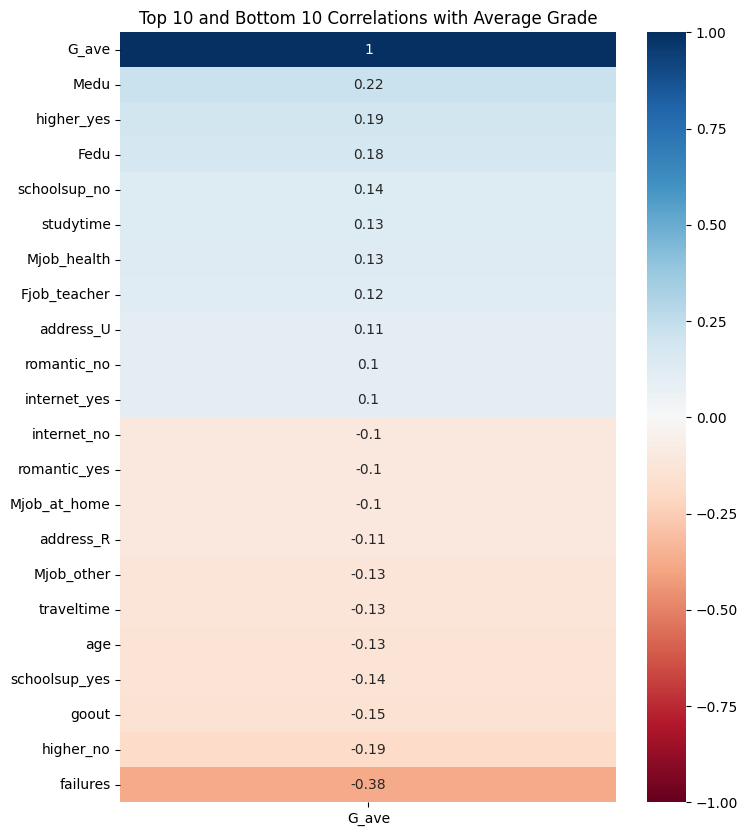 Top 10 and Bottom 10 Correlations with Average Grade
G_ave 1
Medu 0.22
higher_yes 0.19
Fedu 0.18
schoolsup_no 0.14
studytime 0.13
Mjob_health 0.13
Fjob_teacher 0.12
address_U 0.11
romantic_no 0.1
internet_yes 0.1
internet_no -0.1
romantic_yes -0.1
Mjob_at_home -0.1
address_R -0.11
Mjob_other -0.13
traveltime -0.13
age -0.13
schoolsup_yes -0.14
goout -0.15
higher_no -0.19
failures -0.38
G_ave
1.00
0.75
0.50
0.25
0.00
−0.25
−0.50
−0.75
−1.00